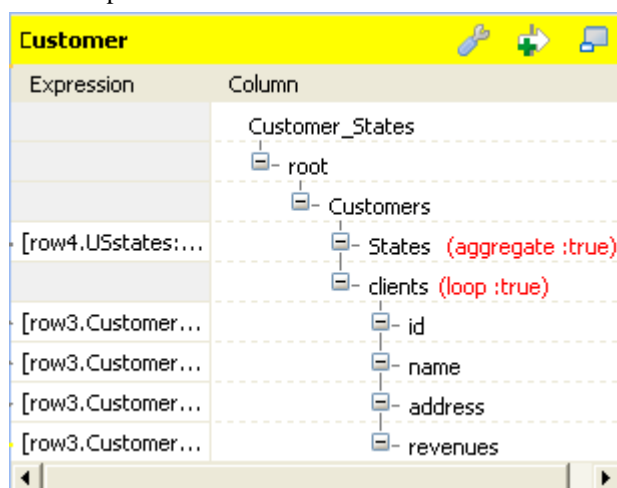 Customer
Expression Column
Customer_States
root
Customers
[row4.USstates:... States (aggregate :true)
clients (loop :true)
[row3.Customer... id
[row3.Customer... name
[row3.Customer... address
[row3.Customer... revenues